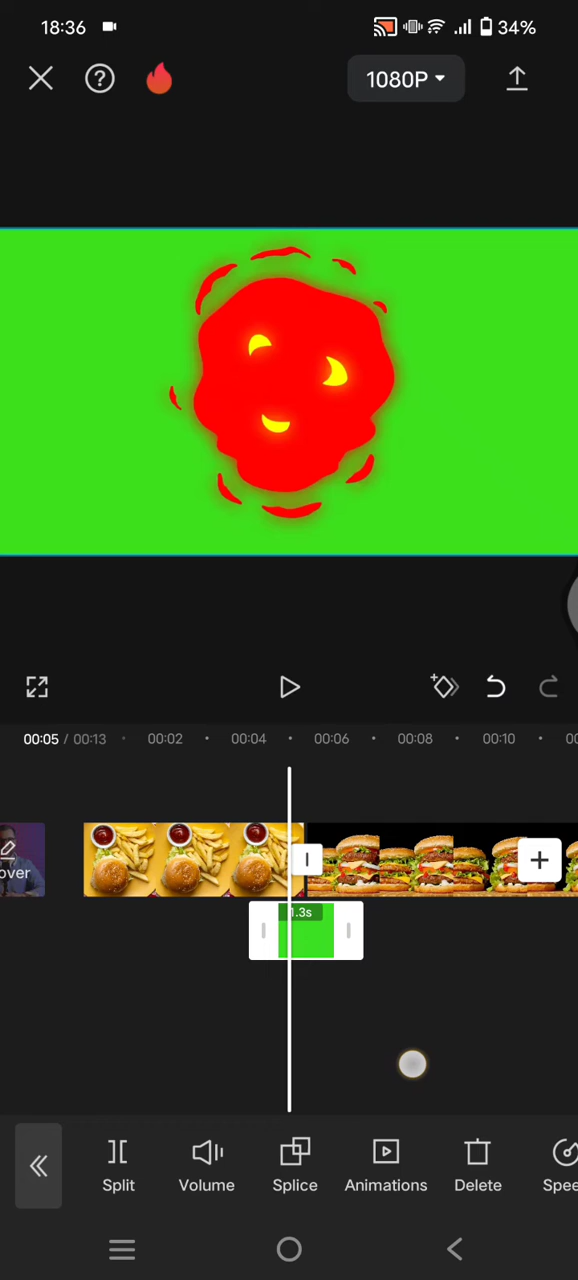 18:36
34%
1080P
00:05 / 00:13 00:02 00:04 00:06 00:08 00:10
over
1.3s
Split Volume Splice Animations Delete Spee